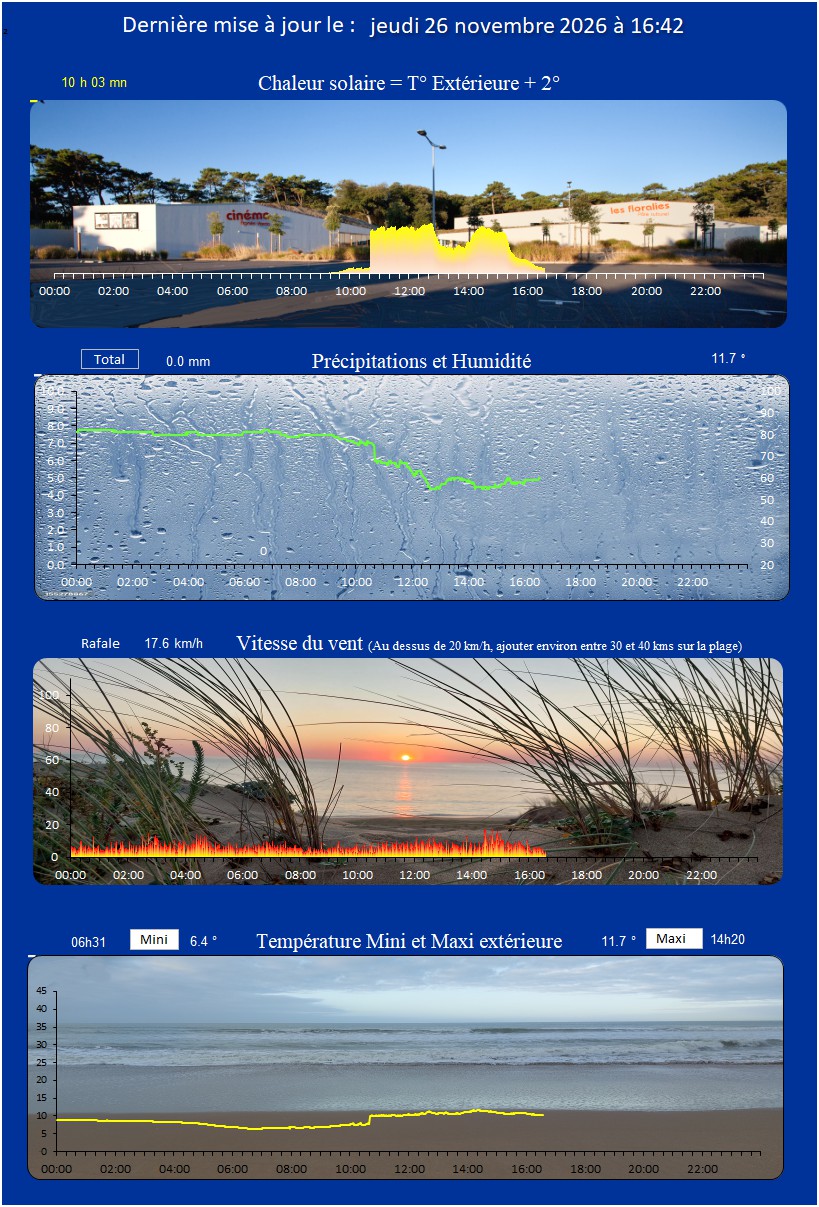 Dernière mise à jour le : jeudi 26 novembre 2026 à 16:42
10 h 03 mn
Chaleur solaire = T° Extérieure + 2°
cinéma
les floralies
00:00 02:00 04:00 06:00 08:00 10:00 12:00 14:00 16:00 18:00 20:00 22:00
Total 0.0 mm Précipitations et Humidité 11.7 °
10.0 100
9.0 90
8.0 80
7.0
6.0 70
5.0 60
4.0 50
3.0 40
2.0
1.0 30
0
0.0 20
00:00 02:00 04:00 06:00 08:00 10:00 12:00 14:00 16:00 18:00 20:00 22:00
Rafale 17.6 km/h Vitesse du vent (Au dessus de 20 km/h, ajouter environ entre 30 et 40 kms sur la plage)
100
80
60
40
20
0
00:00 02:00 04:00 06:00 08:00 10:00 12:00 14:00 16:00 18:00 20:00 22:00
06h31 Mini 6.4 ° Température Mini et Maxi extérieure 11.7 ° Maxi 14h20
45
40
35
30
25
20
15
10
5
0
00:00 02:00 04:00 06:00 08:00 10:00 12:00 14:00 16:00 18:00 20:00 22:00